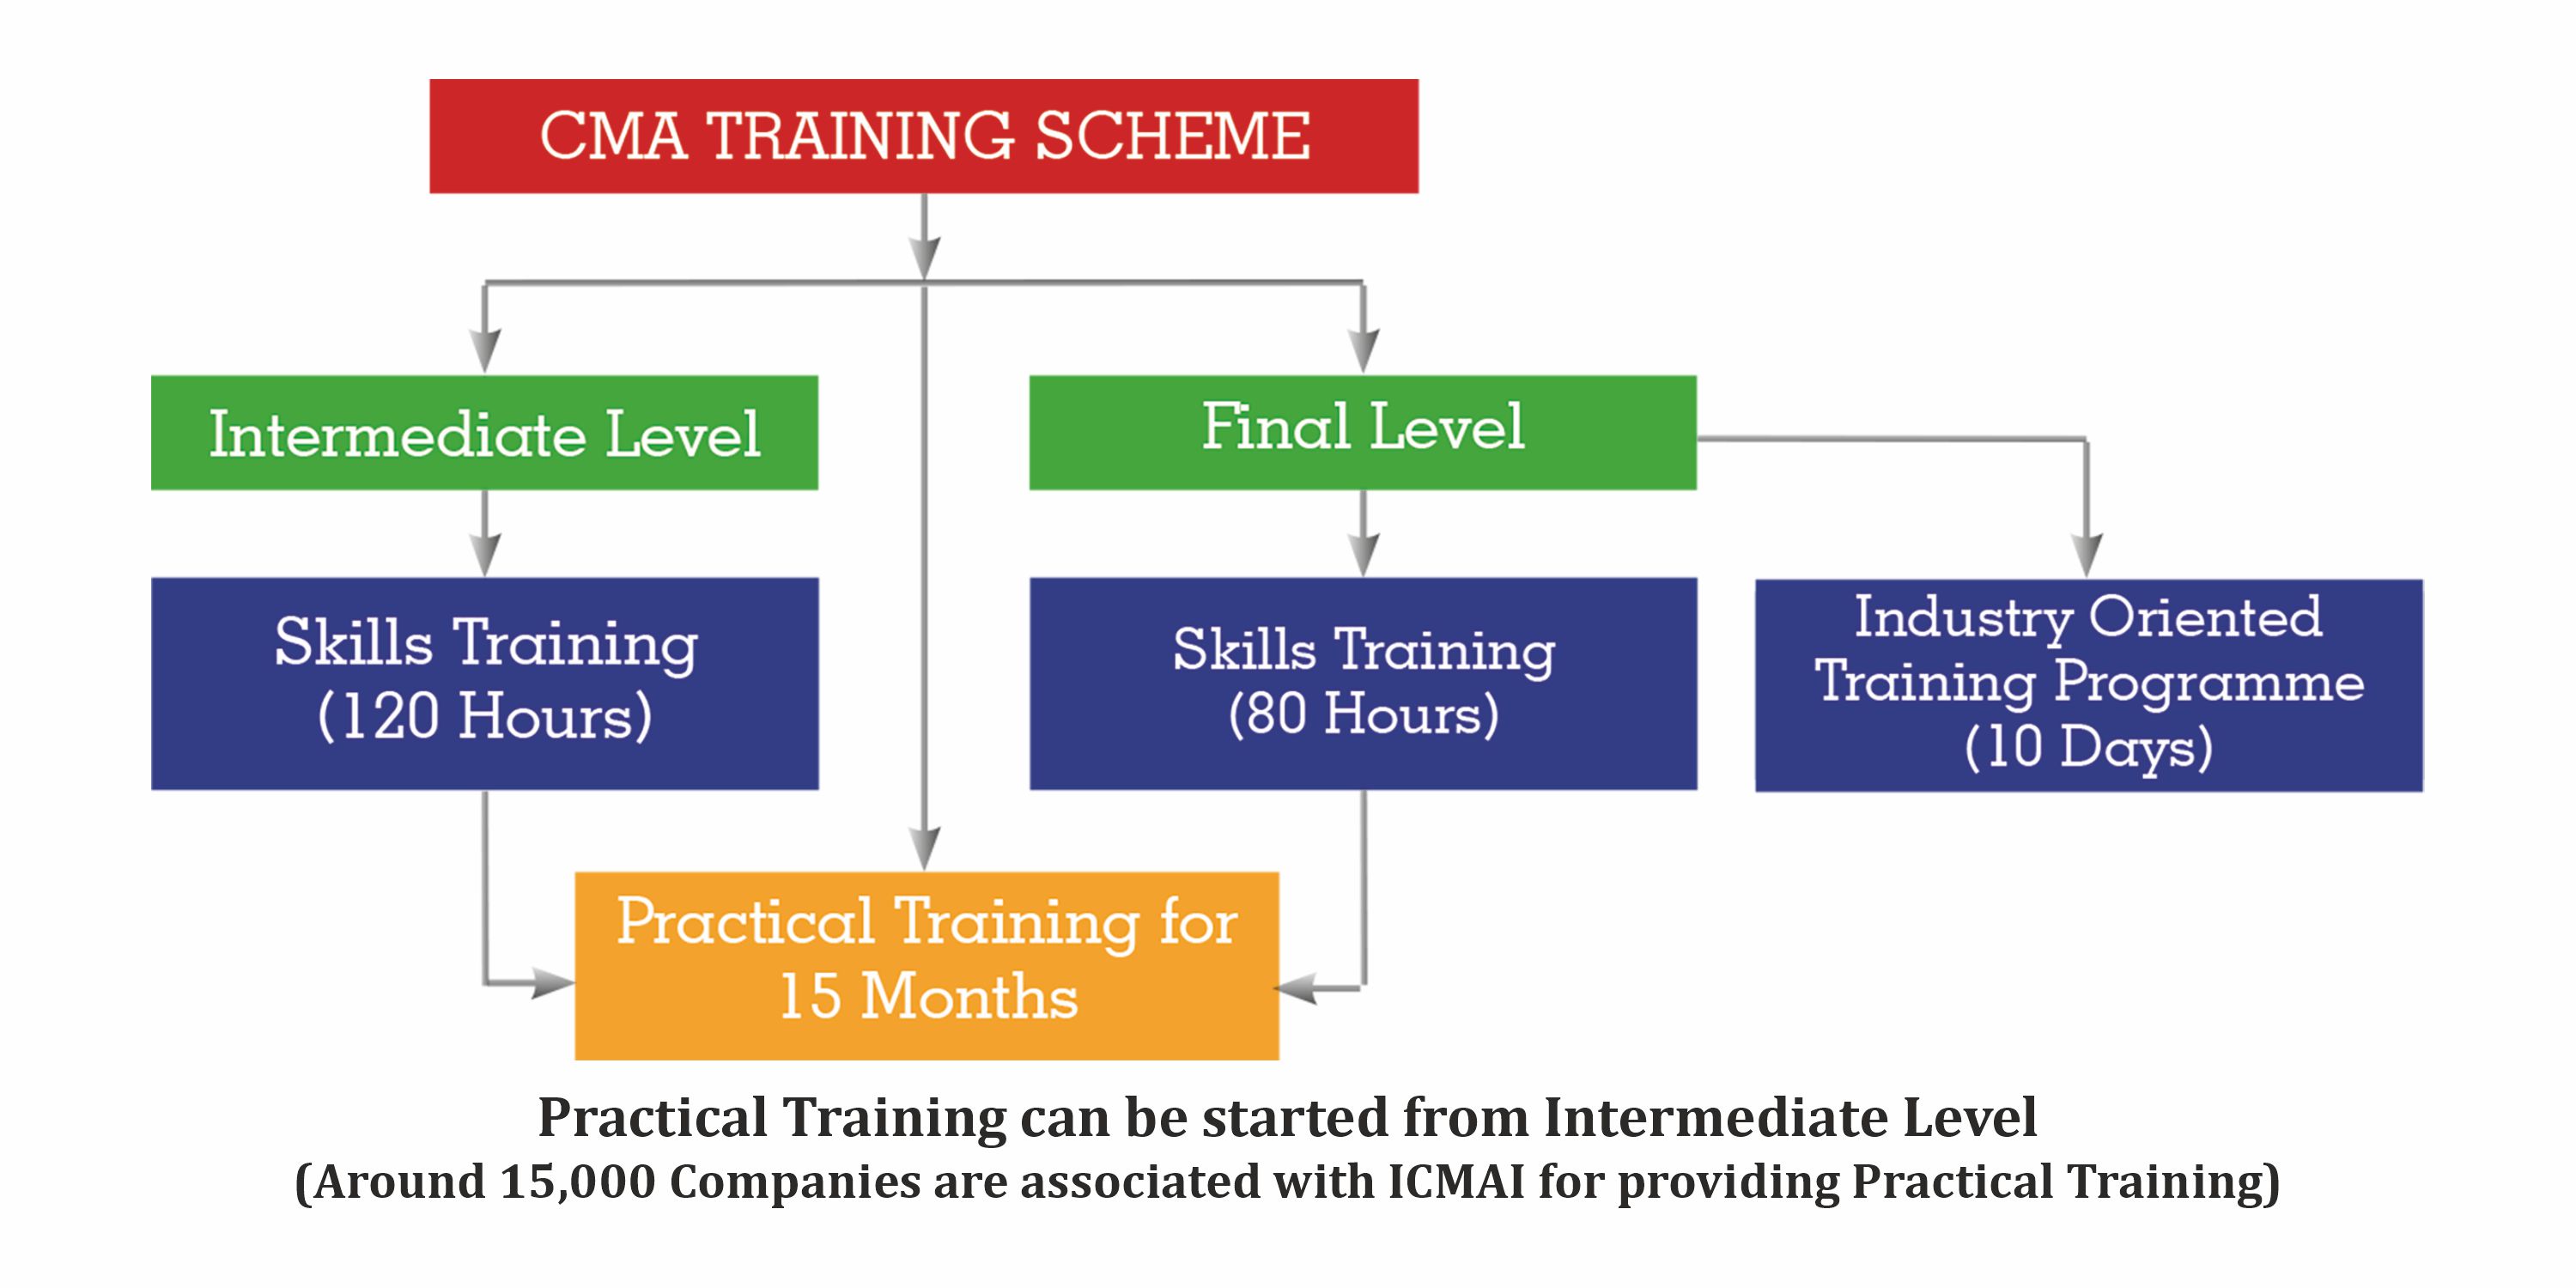 CMA TRAINING SCHEME
Intermediate Level
Final Level
Skills Training
(120 Hours)
Skills Training
(80 Hours)
Industry Oriented
Training Programme
(10 Days)
Practical Training for
15 Months
Practical Training can be started from Intermediate Level
(Around 15,000 Companies are associated with ICMAI for providing Practical Training)